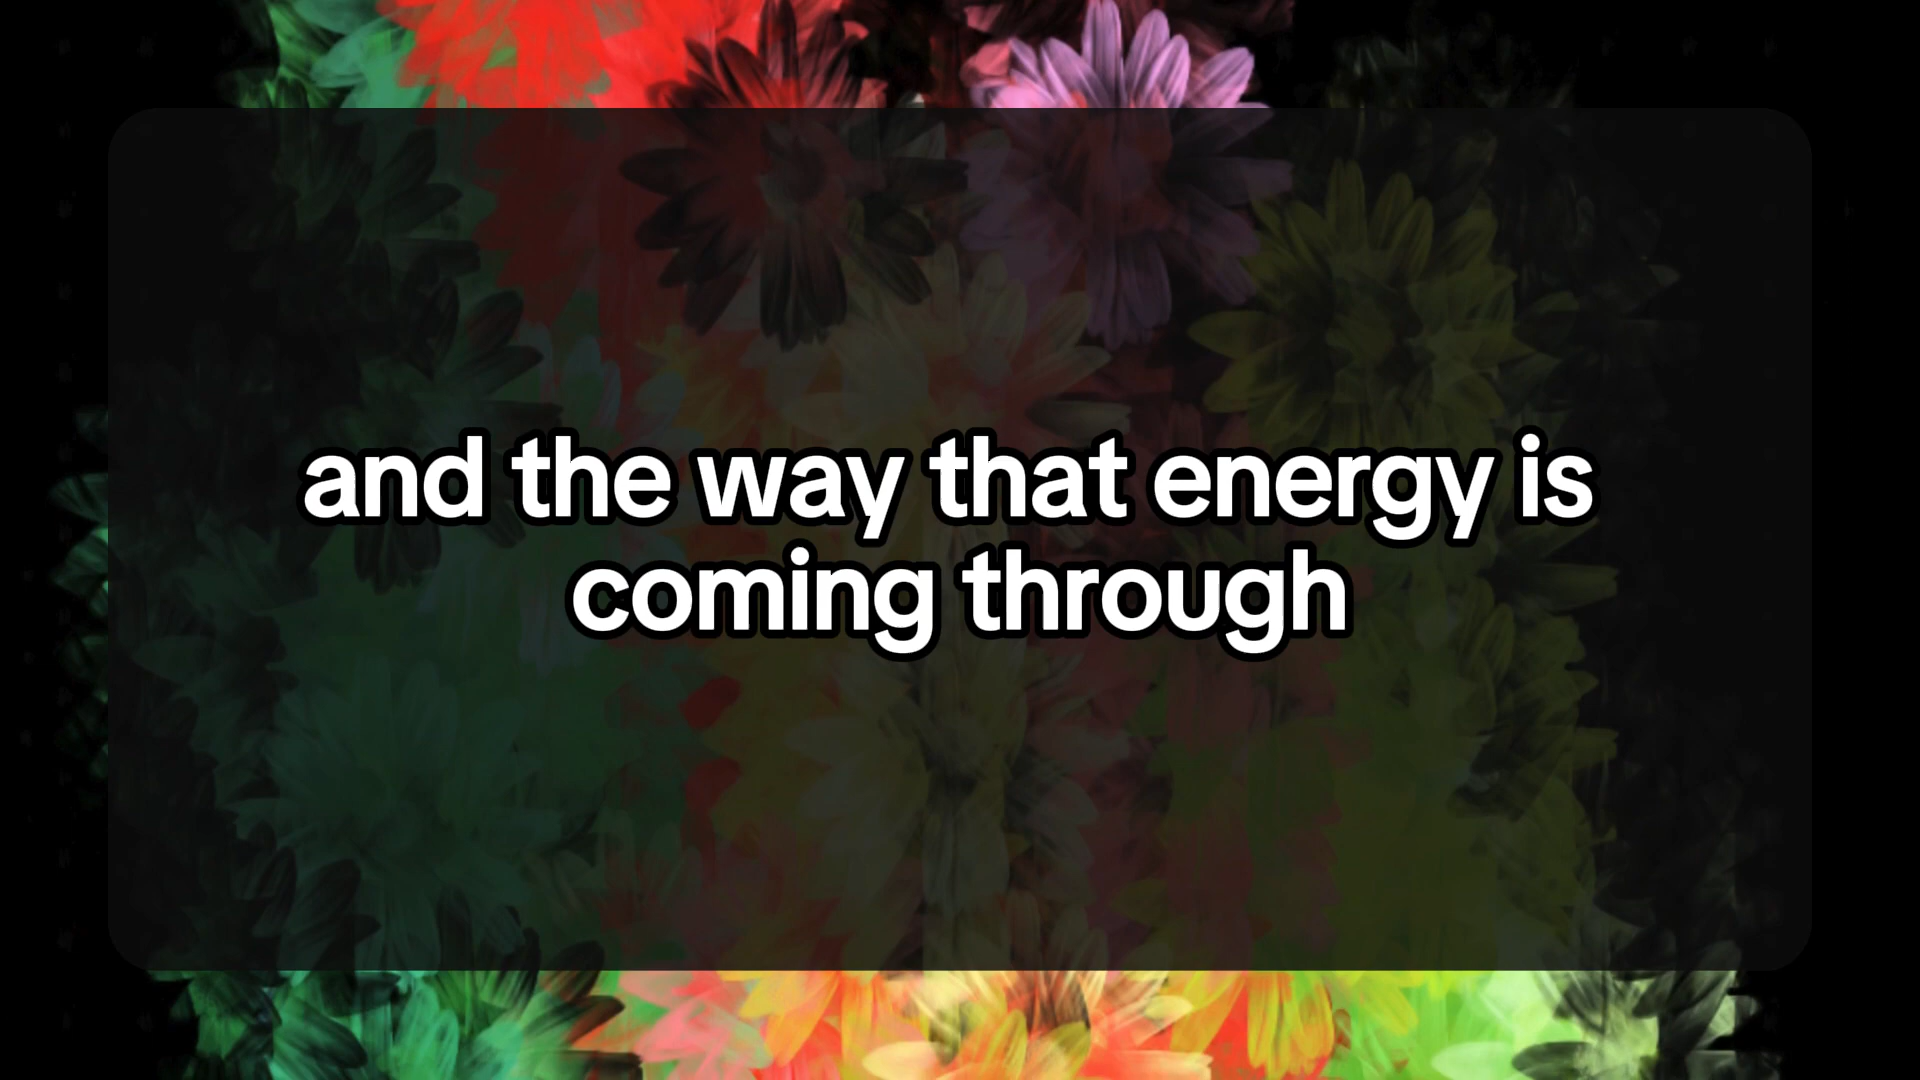 and the way that energy is
coming through